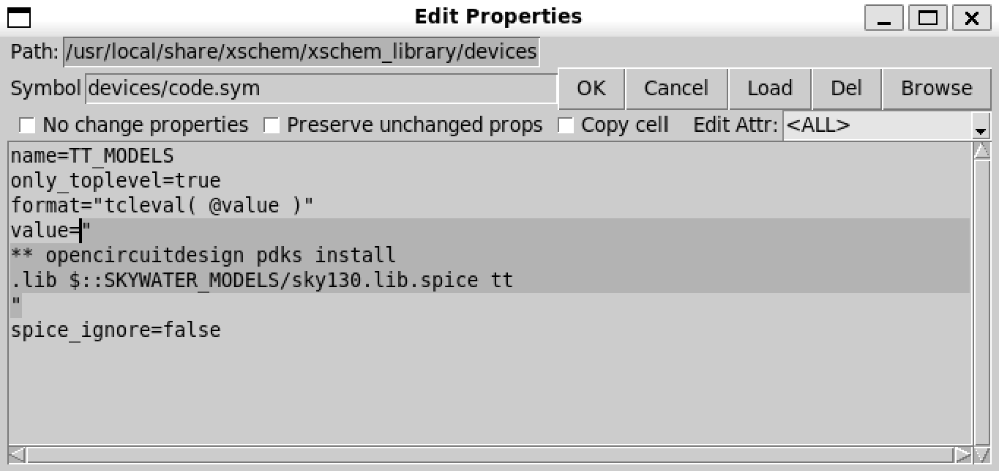 Edit Properties
Path: /usr/local/share/xschem/xschem_library/devices
Symbol devices/code.sym OK Cancel Load Del Browse
No change properties Preserve unchanged props Copy cell Edit Attr: <ALL>
name=TT_MODELS
only_toplevel=true
format="tcleval( @value )"
value="
** opencircuitdesign pdks install
.lib $::SKYWATER_MODELS/sky130.lib.spice tt
"
spice_ignore=false